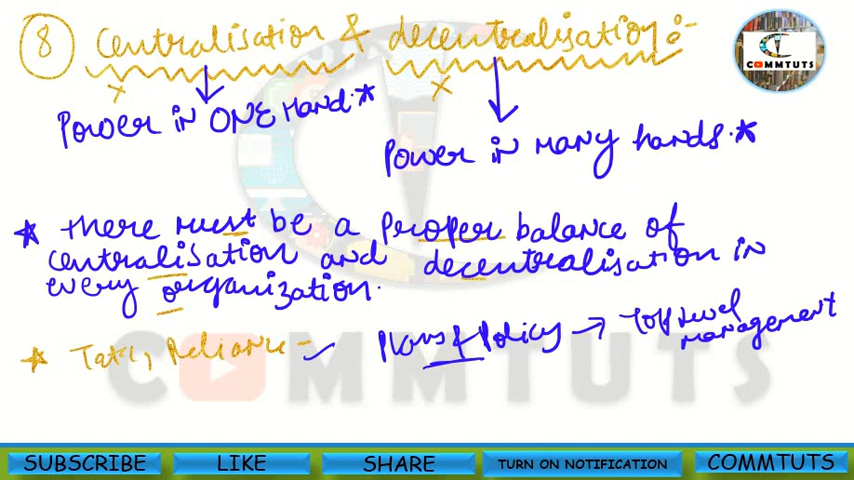 8 Centralisation & decentralisation :-
COMMTUTS
Power in ONE Hand.*
Power in many hands.*
* There must be a proper balance of
centralisation and decentralisation in
every organization.
* Tata, Reliance - Plans & Policy → Top level
management
COMMTUTS
SUBSCRIBE LIKE SHARE TURN ON NOTIFICATION COMMTUTS